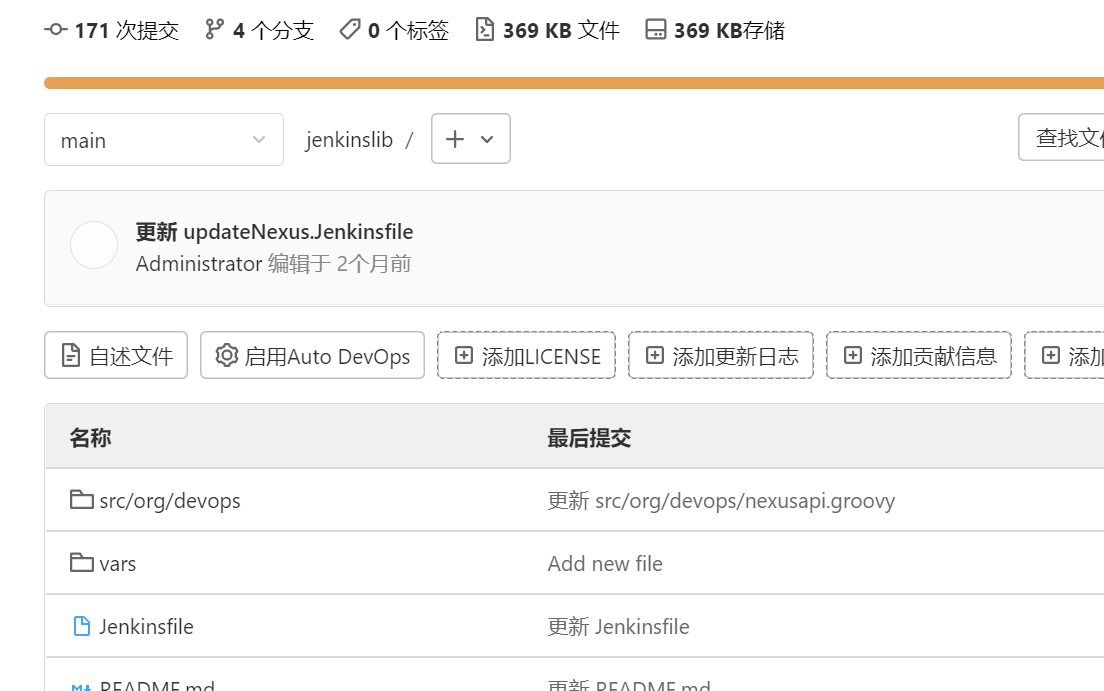 171 次提交 4 个分支 0 个标签 369 KB 文件 369 KB存储
main jenkinslib / 查找文
更新 updateNexus.Jenkinsfile
Administrator 编辑于 2个月前
自述文件 启用Auto DevOps 添加LICENSE 添加更新日志 添加贡献信息 添加
名称 最后提交
src/org/devops 更新 src/org/devops/nexusapi.groovy
vars Add new file
Jenkinsfile 更新 Jenkinsfile
README.md 更新 README.md